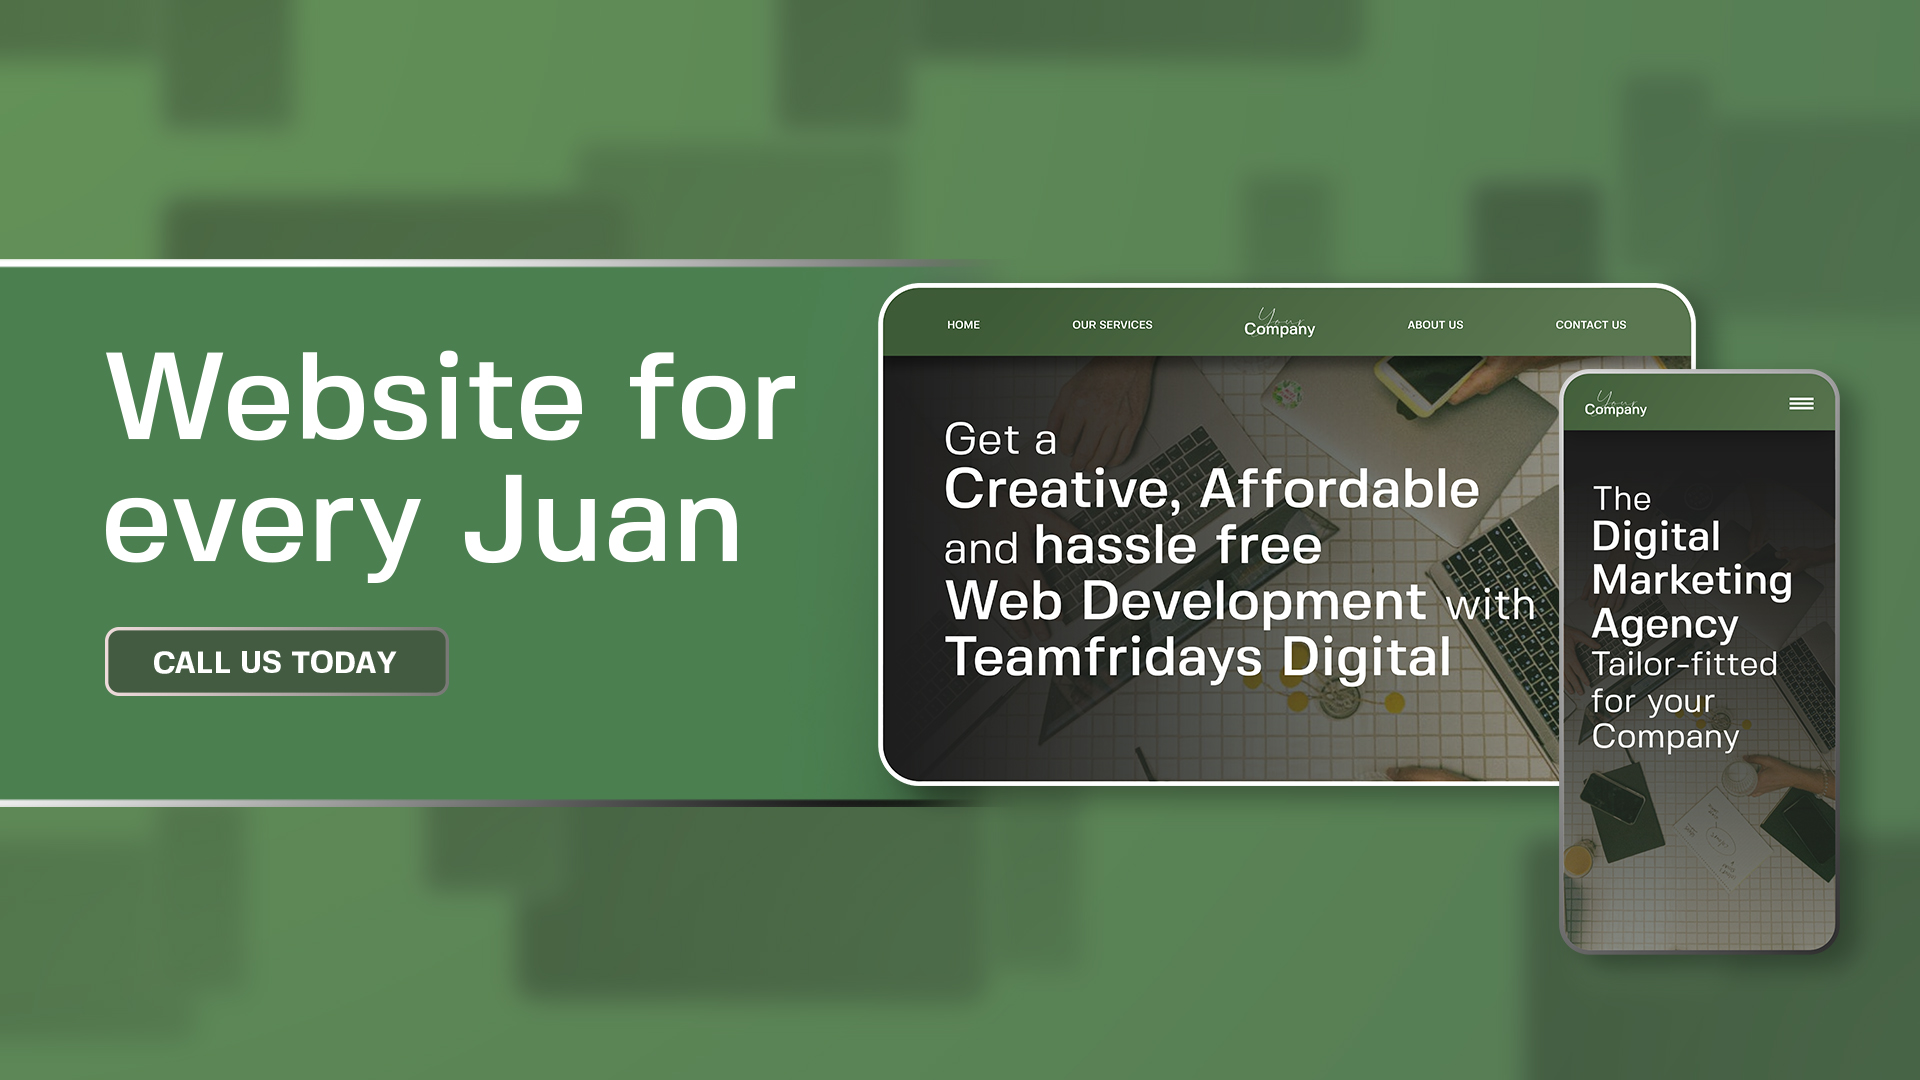 Website for
every Juan
CALL US TODAY
HOME
OUR SERVICES
Your
Company
ABOUT US
CONTACT US
Get a
Creative, Affordable
and hassle free
Web Development with
Teamfridays Digital
Your
Company
The
Digital
Marketing
Agency
Tailor-fitted
for your
Company